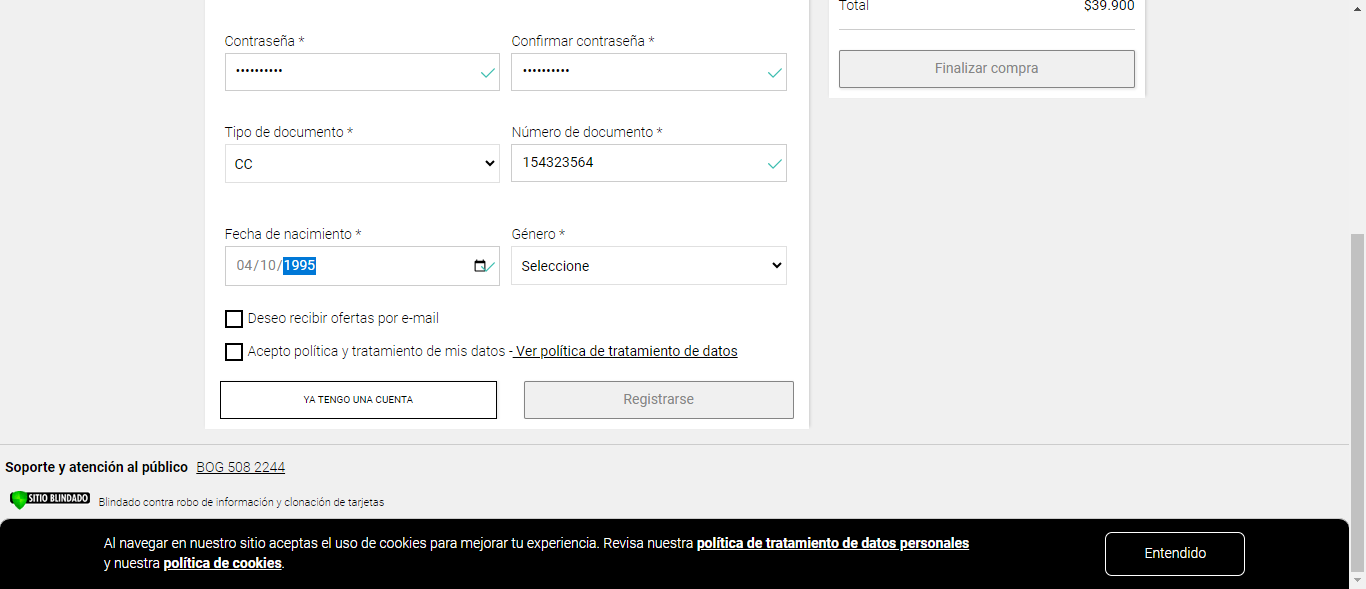 Total $39.900
Contraseña * Confirmar contraseña *
•••••••••• ••••••••••
Finalizar compra
Tipo de documento * Número de documento *
CC 154323564
Fecha de nacimiento * Género *
04/10/1995 Seleccione
Deseo recibir ofertas por e-mail
Acepto política y tratamiento de mis datos - Ver política de tratamiento de datos
YA TENGO UNA CUENTA Registrarse
Soporte y atención al público BOG 508 2244
SITIO BLINDADO Blindado contra robo de información y clonación de tarjetas
Al navegar en nuestro sitio aceptas el uso de cookies para mejorar tu experiencia. Revisa nuestra política de tratamiento de datos personales
y nuestra política de cookies.
Entendido